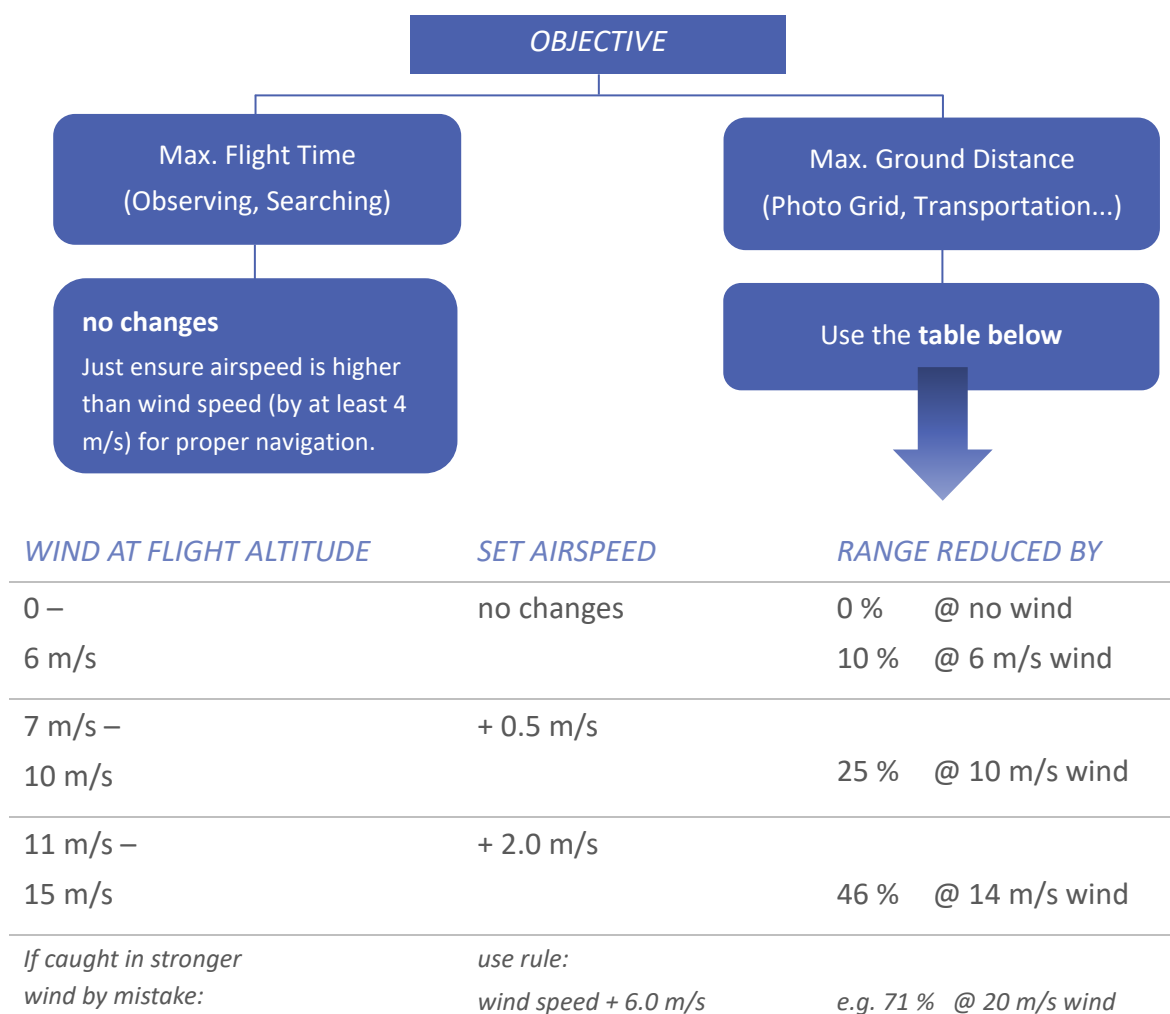 OBJECTIVE
Max. Flight Time
(Observing, Searching)
no changes
Just ensure airspeed is higher
than wind speed (by at least 4
m/s) for proper navigation.
Max. Ground Distance
(Photo Grid, Transportation...)
Use the table below
WIND AT FLIGHT ALTITUDE SET AIRSPEED RANGE REDUCED BY
0 – no changes 0 % @ no wind
6 m/s 10 % @ 6 m/s wind
7 m/s – + 0.5 m/s
10 m/s 25 % @ 10 m/s wind
11 m/s – + 2.0 m/s
15 m/s 46 % @ 14 m/s wind
If caught in stronger use rule:
wind by mistake: wind speed + 6.0 m/s e.g. 71 % @ 20 m/s wind